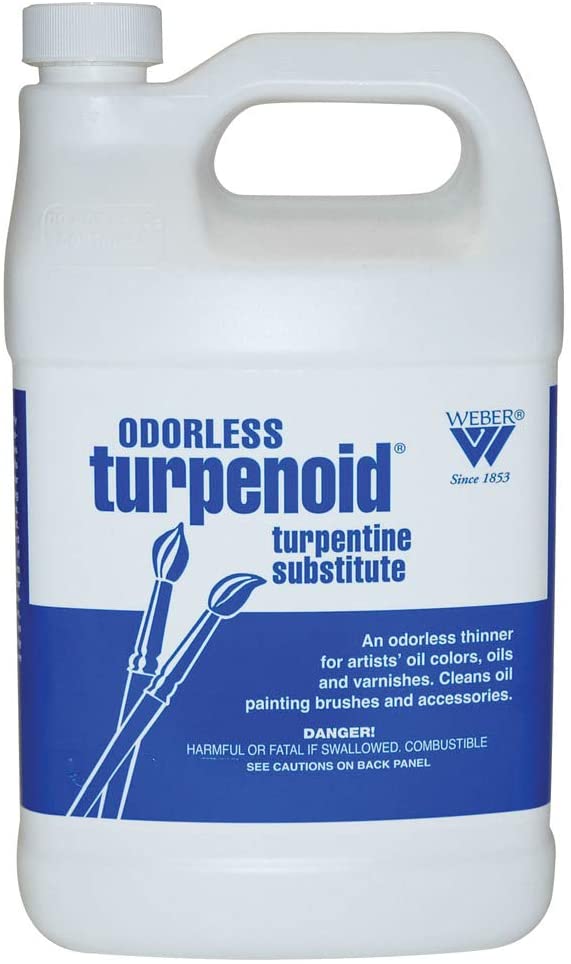 ODORLESS
turpenoid®
turpentine
substitute
WEBER®
Since 1853
An odorless thinner
for artists' oil colors, oils
and varnishes. Cleans oil
painting brushes and accessories.
DANGER!
HARMFUL OR FATAL IF SWALLOWED. COMBUSTIBLE
SEE CAUTIONS ON BACK PANEL